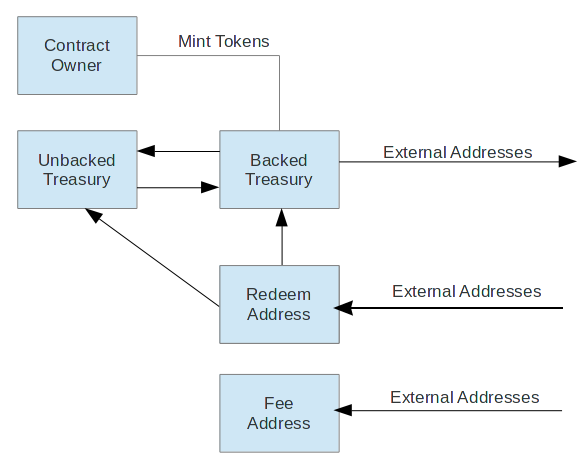 Contract
Owner
Mint Tokens
Unbacked
Treasury
Backed
Treasury
External Addresses
Redeem
Address
External Addresses
Fee
Address
External Addresses